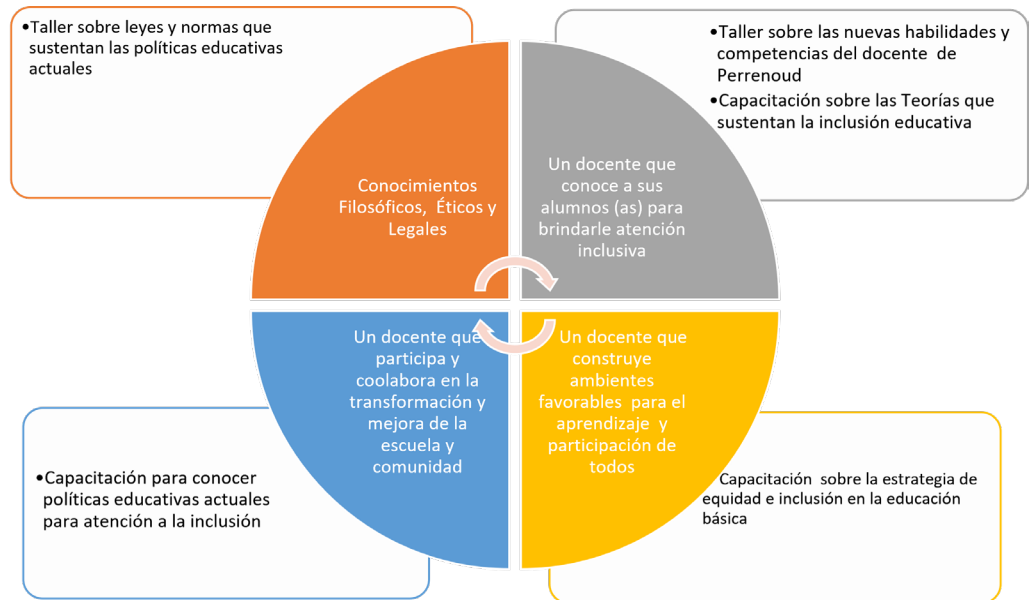 •Taller sobre leyes y normas que
sustentan las políticas educativas
actuales
•Taller sobre las nuevas habilidades y
competencias del docente de
Perrenoud
•Capacitación sobre las Teorías que
sustentan la inclusión educativa
Conocimientos
Filosóficos, Éticos y
Legales
Un docente que
conoce a sus
alumnos (as) para
brindarle atención
inclusiva
Un docente que
participa y
coolabora en la
transformación y
mejora de la
escuela y
comunidad
Un docente que
construye
ambientes
favorables para el
aprendizaje y
participación de
todos
•Capacitación para conocer
políticas educativas actuales
para atención a la inclusión
Capacitación sobre la estrategia de
equidad e inclusión en la educación
básica